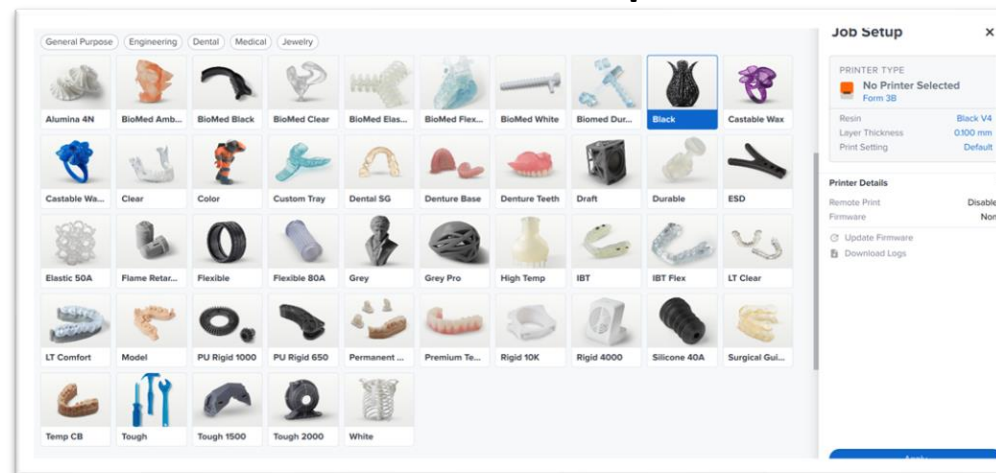 General Purpose Engineering Dental Medical Jewelry
Alumina 4N BioMed Amb... BioMed Black BioMed Clear BioMed Elas... BioMed Flex... BioMed White Biomed Dur... Black Castable Wax
Castable Wa... Clear Color Custom Tray Dental SG Denture Base Denture Teeth Draft Durable ESD
Elastic 50A Flame Retar... Flexible Flexible 80A Grey Grey Pro High Temp IBT IBT Flex LT Clear
LT Comfort Model PU Rigid 1000 PU Rigid 650 Permanent ... Premium Te... Rigid 10K Rigid 4000 Silicone 40A Surgical Gui...
Temp CB Tough Tough 1500 Tough 2000 White
Job Setup ×
PRINTER TYPE
No Printer Selected
Form 3B
Resin Black V4
Layer Thickness 0.100 mm
Print Setting Default
Printer Details
Remote Print Disable
Firmware Non
Update Firmware
Download Logs